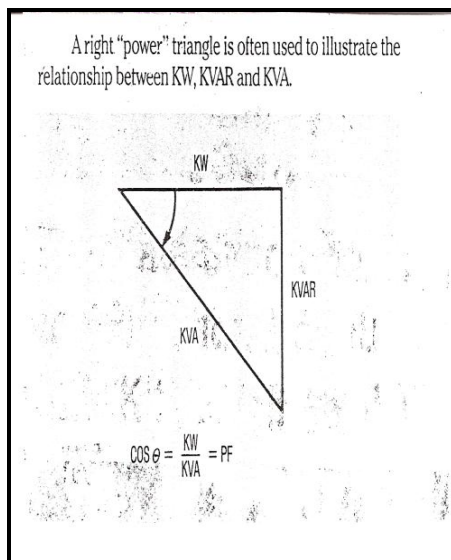 A right “power” triangle is often used to illustrate the
relationship between KW, KVAR and KVA.
KW
KVAR
KVA
COS θ = KW / KVA = PF